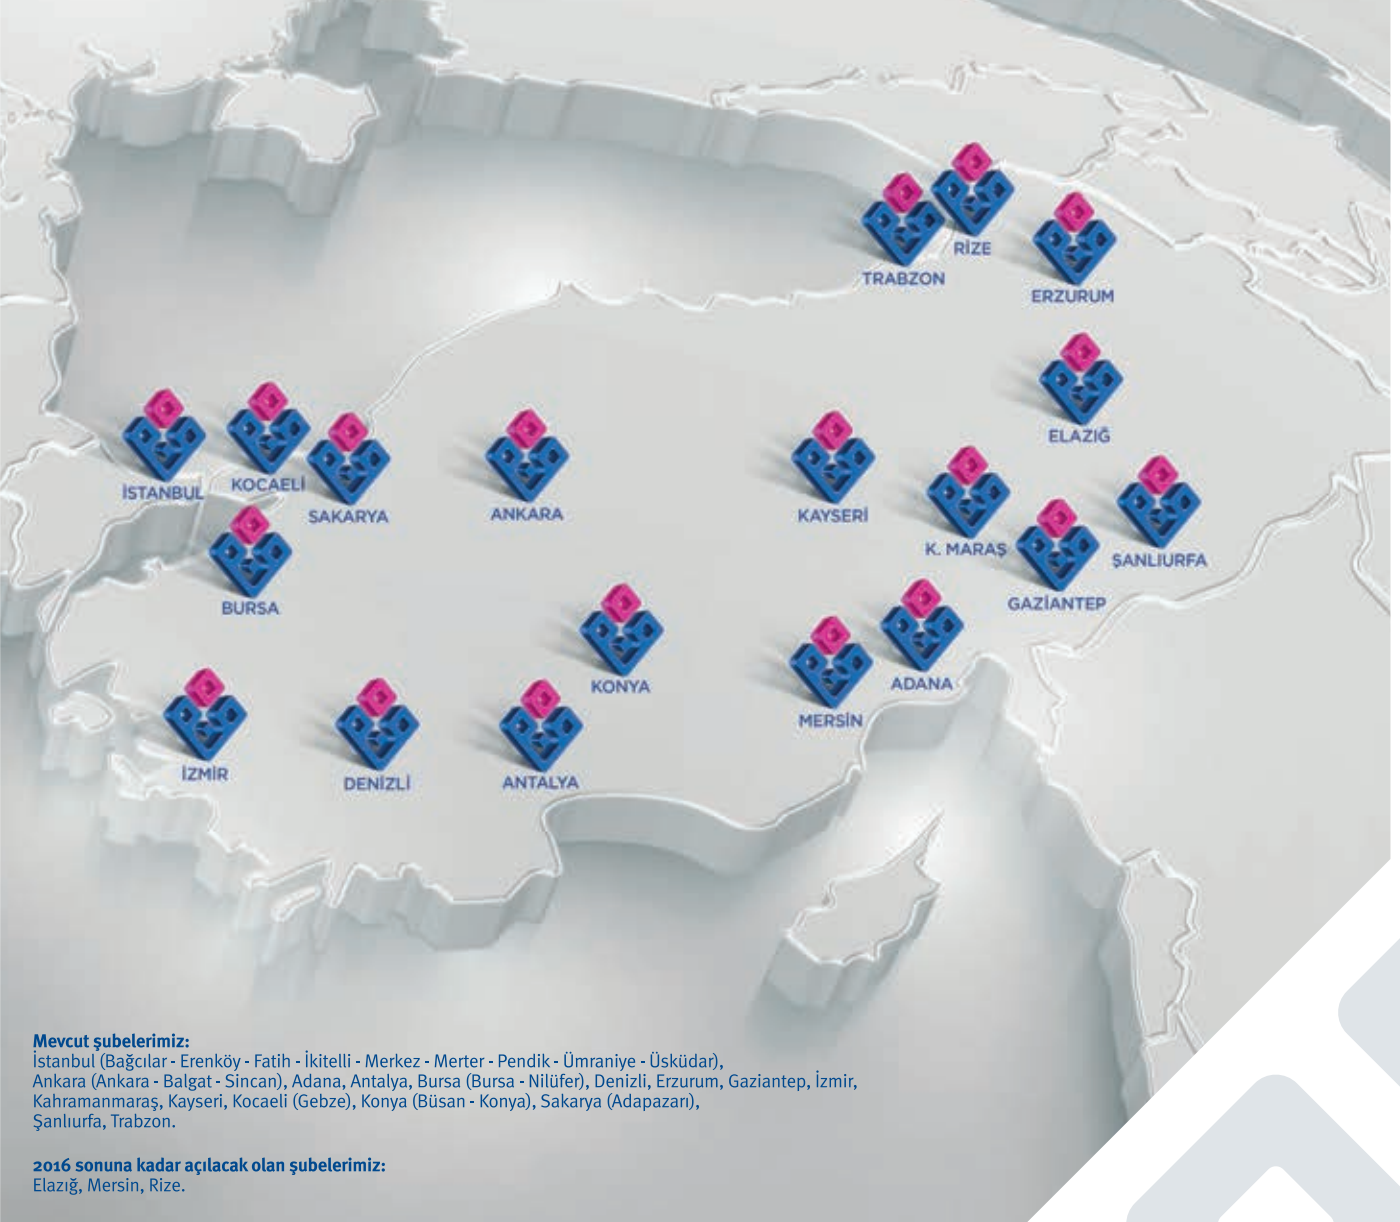 RİZE
TRABZON
ERZURUM
ELAZIĞ
İSTANBUL
KOCAELİ
SAKARYA
ANKARA
KAYSERİ
K. MARAŞ
ŞANLIURFA
BURSA
GAZİANTEP
KONYA
ADANA
MERSİN
İZMİR
DENİZLİ
ANTALYA
Mevcut şubelerimiz:
İstanbul (Bağcılar - Erenköy - Fatih - İkitelli - Merkez - Merter - Pendik - Ümraniye - Üsküdar),
Ankara (Ankara - Balgat - Sincan), Adana, Antalya, Bursa (Bursa - Nilüfer), Denizli, Erzurum, Gaziantep, İzmir,
Kahramanmaraş, Kayseri, Kocaeli (Gebze), Konya (Büsan - Konya), Sakarya (Adapazarı),
Şanlıurfa, Trabzon.
2016 sonuna kadar açılacak olan şubelerimiz:
Elazığ, Mersin, Rize.